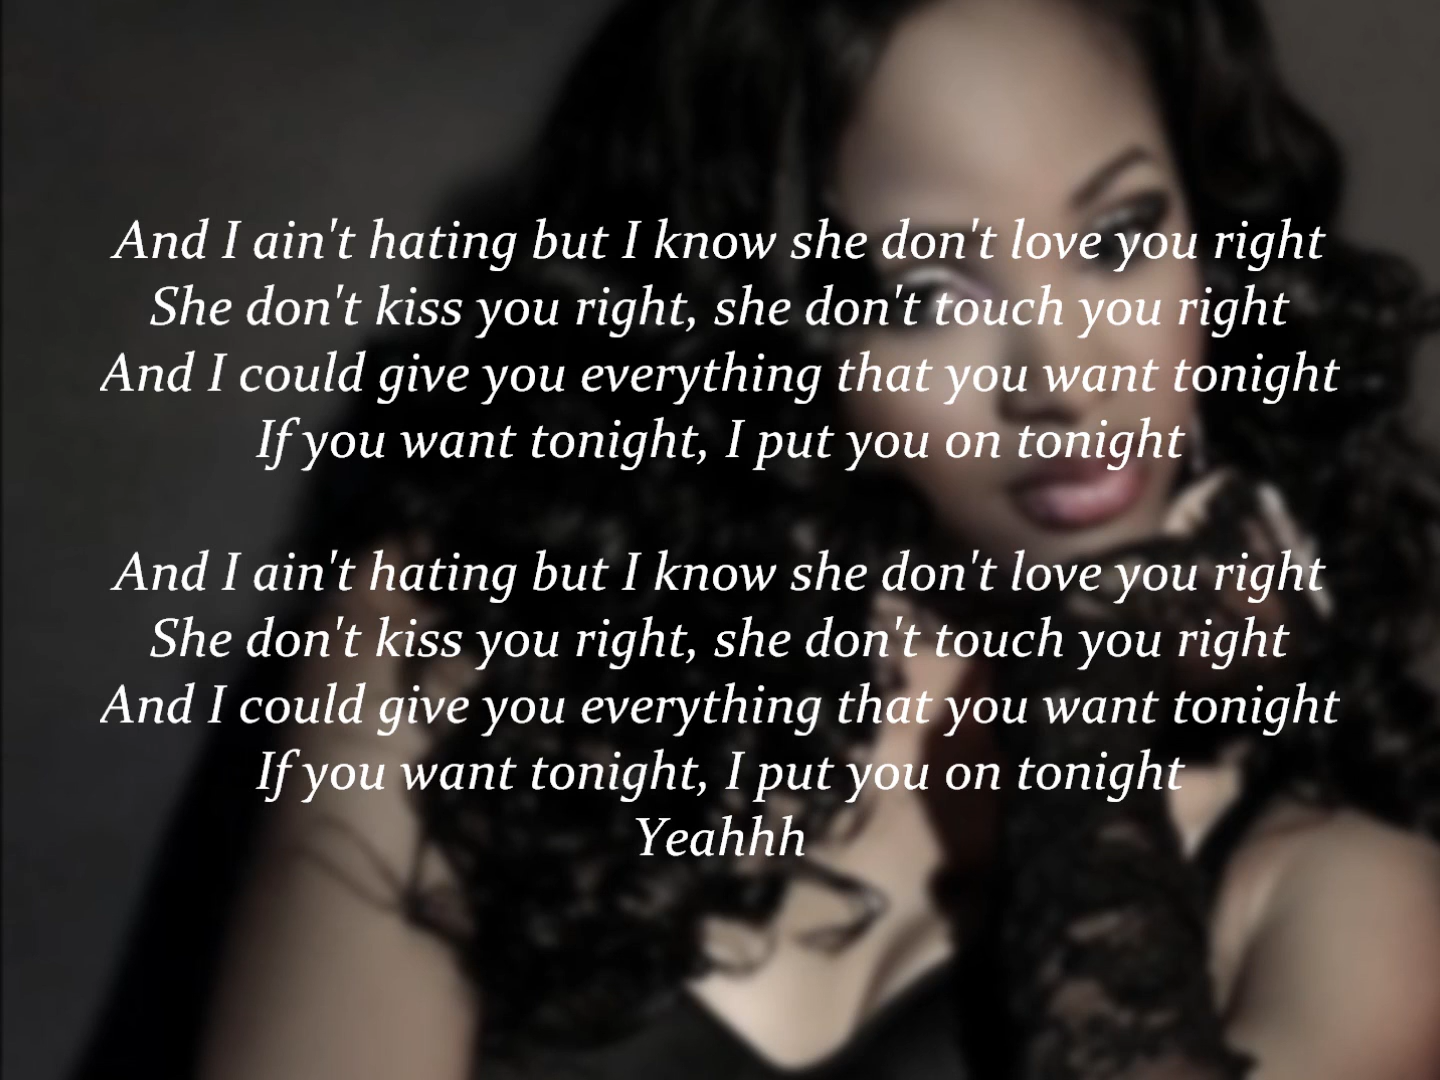 And I ain't hating but I know she don't love you right
She don't kiss you right, she don't touch you right
And I could give you everything that you want tonight
If you want tonight, I put you on tonight
And I ain't hating but I know she don't love you right
She don't kiss you right, she don't touch you right
And I could give you everything that you want tonight
If you want tonight, I put you on tonight
Yeahhh